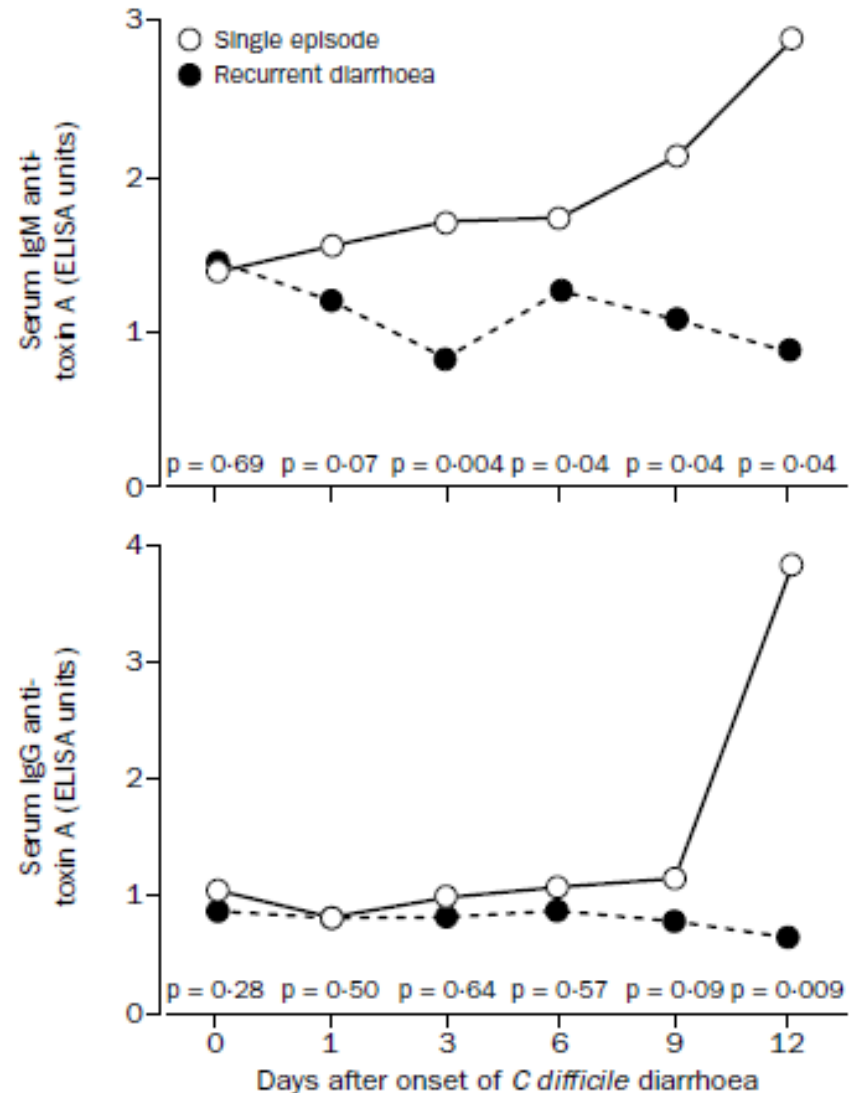 3
Single episode
Recurrent diarrhoea
2
1
0
Serum IgM anti-
toxin A (ELISA units)
p = 0·69 p = 0·07 p = 0·004 p = 0·04 p = 0·04 p = 0·04
4
3
2
1
0
Serum IgG anti-
toxin A (ELISA units)
p = 0·28 p = 0·50 p = 0·64 p = 0·57 p = 0·09 p = 0·009
0 1 3 6 9 12
Days after onset of C difficile diarrhoea